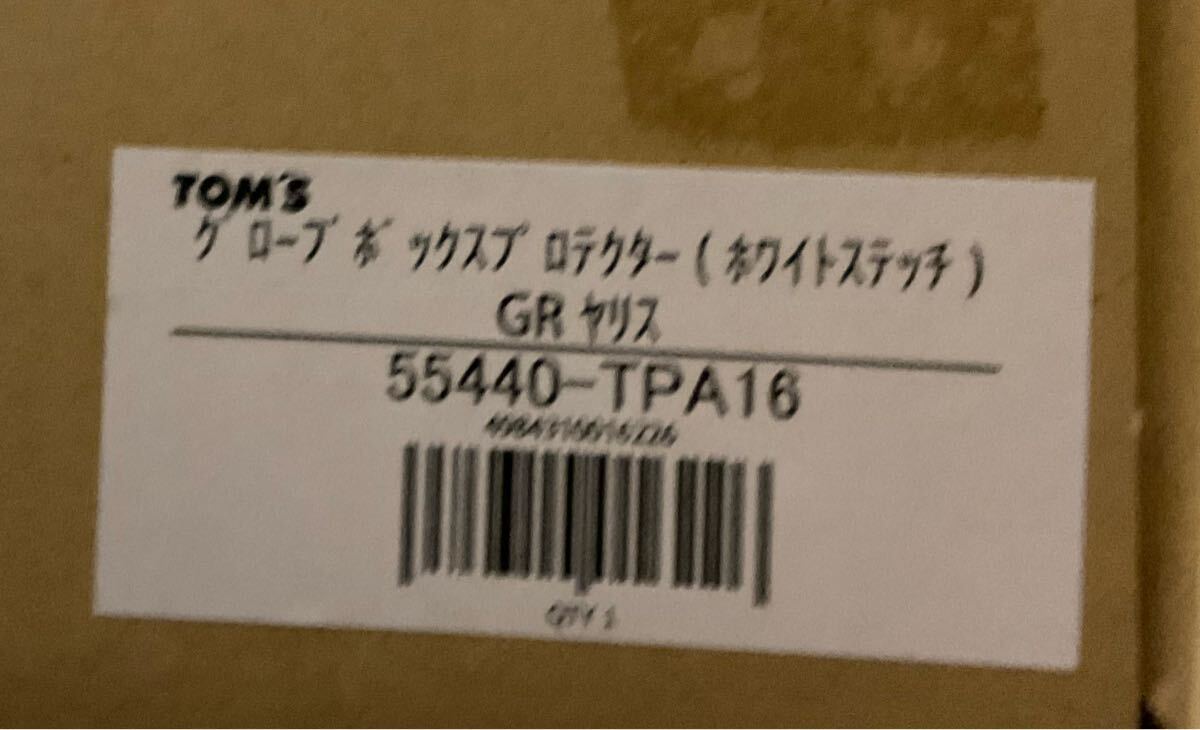 TOM'S
ｸﾞﾛｰﾌﾞﾎﾞｯｸｽﾌﾟﾛﾃｸﾀｰ(ﾎﾜｲﾄｽﾃｯﾁ)
GR ﾔﾘｽ
55440-TPA16
4984310016226
QTY 1